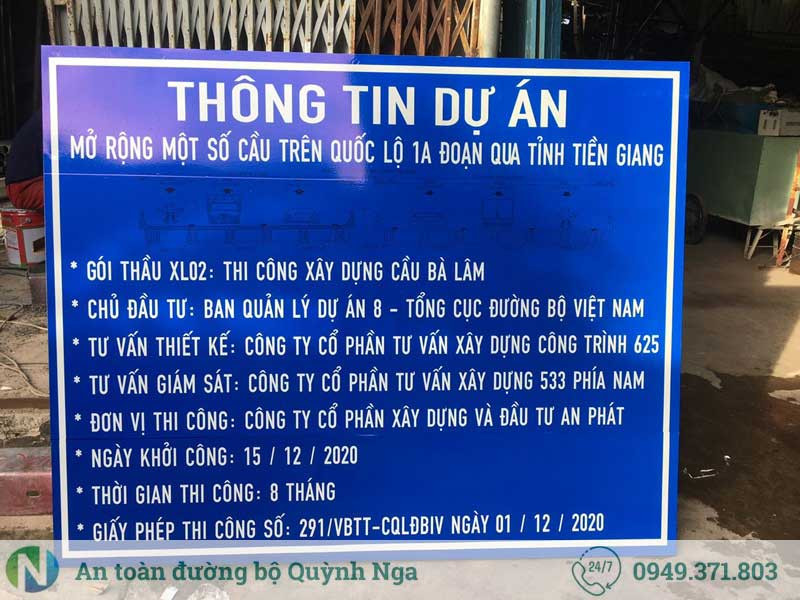 THÔNG TIN DỰ ÁN
MỞ RỘNG MỘT SỐ CẦU TRÊN QUỐC LỘ 1A ĐOẠN QUA TỈNH TIỀN GIANG
* GÓI THẦU XL02: THI CÔNG XÂY DỰNG CẦU BÀ LÂM
* CHỦ ĐẦU TƯ: BAN QUẢN LÝ DỰ ÁN 8 - TỔNG CỤC ĐƯỜNG BỘ VIỆT NAM
* TƯ VẤN THIẾT KẾ: CÔNG TY CỔ PHẦN TƯ VẤN XÂY DỰNG CÔNG TRÌNH 625
* TƯ VẤN GIÁM SÁT: CÔNG TY CỔ PHẦN TƯ VẤN XÂY DỰNG 533 PHÍA NAM
* ĐƠN VỊ THI CÔNG: CÔNG TY CỔ PHẦN XÂY DỰNG VÀ ĐẦU TƯ AN PHÁT
* NGÀY KHỞI CÔNG: 15 / 12 / 2020
* THỜI GIAN THI CÔNG: 8 THÁNG
* GIẤY PHÉP THI CÔNG SỐ: 291/VBTT-CQLĐBIV NGÀY 01 / 12 / 2020
An toàn đường bộ Quỳnh Nga
24/7
0949.371.803